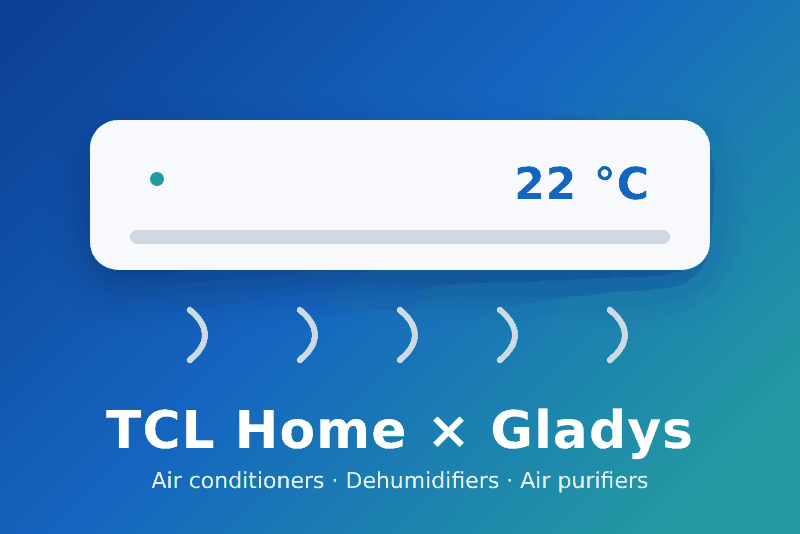 22 °C
TCL Home × Gladys
Air conditioners · Dehumidifiers · Air purifiers